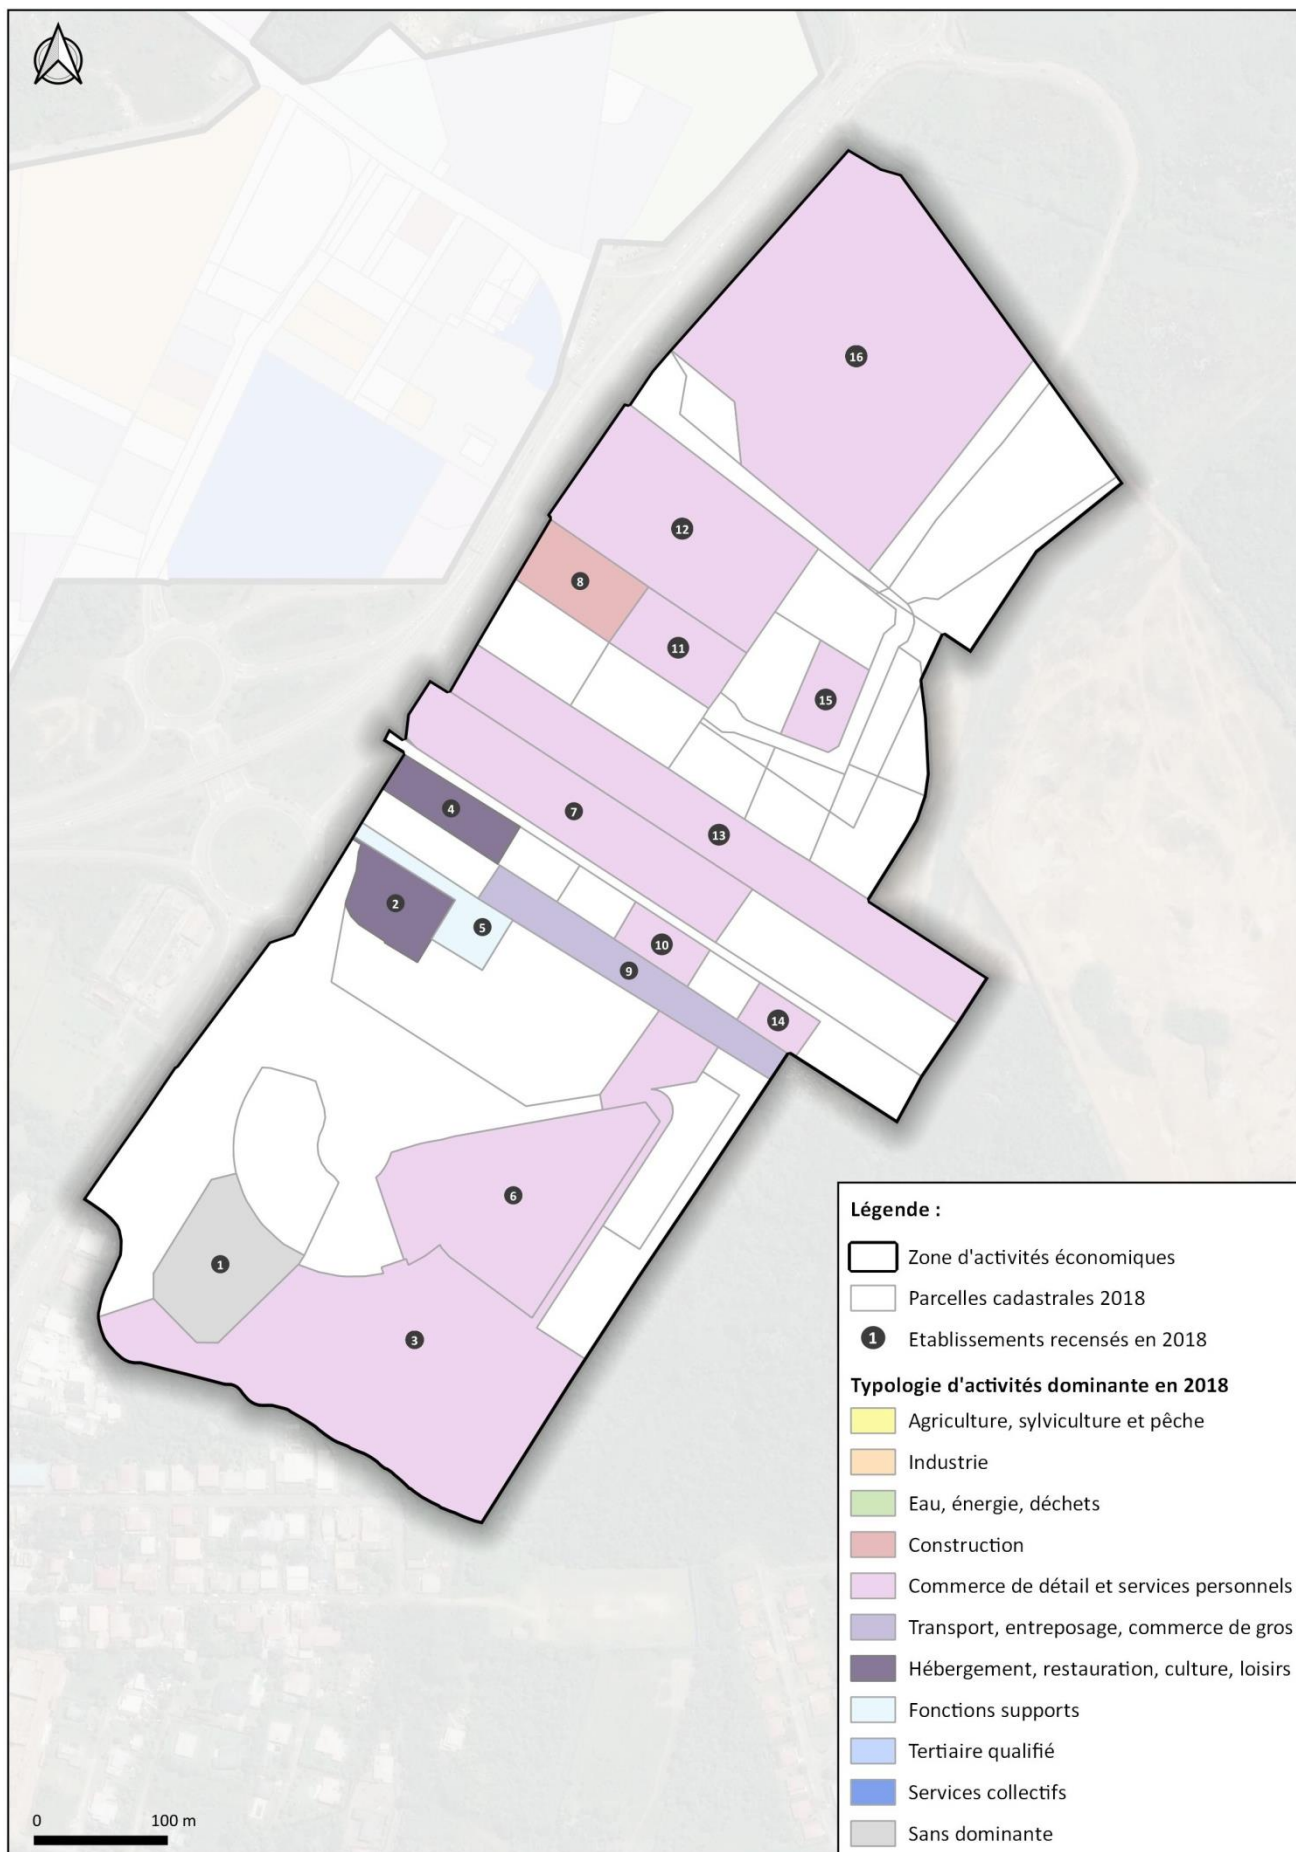 16
12
8
11
15
4
7
13
2
5
10
9
14
6
1
3
Légende :
Zone d'activités économiques
Parcelles cadastrales 2018
1 Etablissements recensés en 2018
Typologie d'activités dominante en 2018
Agriculture, sylviculture et pêche
Industrie
Eau, énergie, déchets
Construction
Commerce de détail et services personnels
Transport, entreposage, commerce de gros
Hébergement, restauration, culture, loisirs
Fonctions supports
Tertiaire qualifié
Services collectifs
Sans dominante
0 100 m